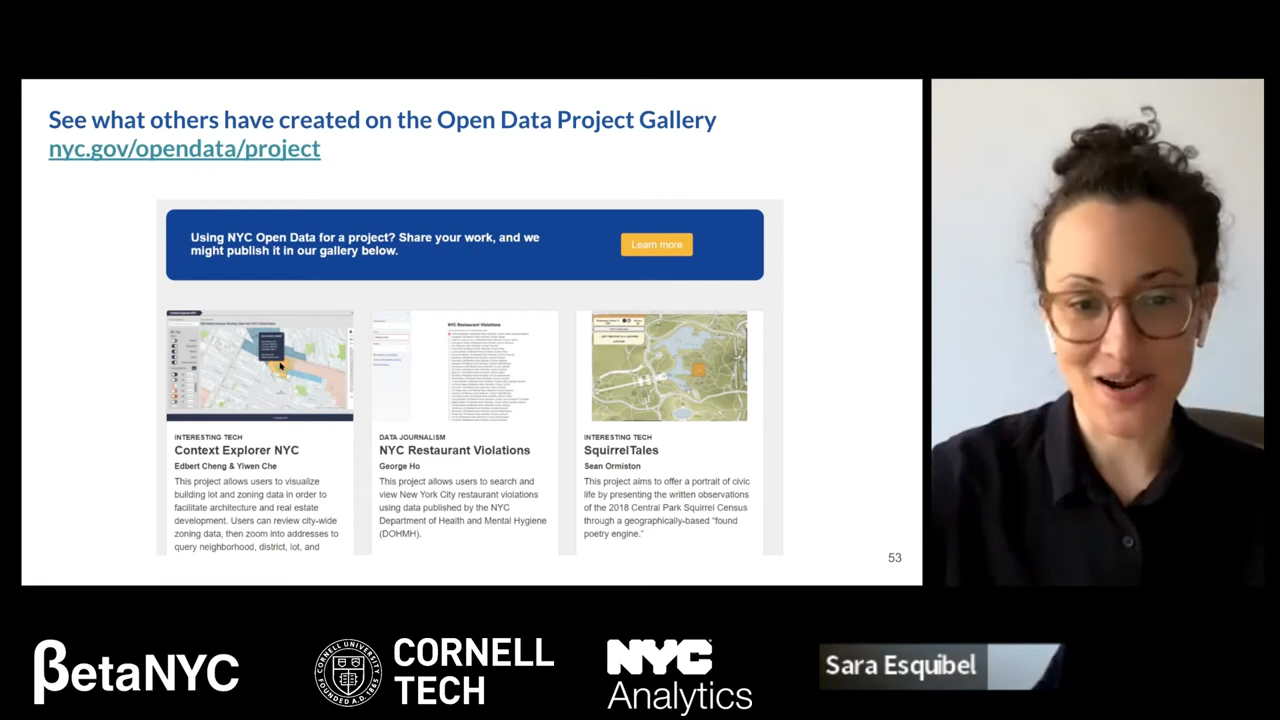 See what others have created on the Open Data Project Gallery
nyc.gov/opendata/project
Using NYC Open Data for a project? Share your work, and we
might publish it in our gallery below.
Learn more
NYC Restaurant Violations
INTERESTING TECH
Context Explorer NYC
Edbert Cheng & Yiwen Che
This project allows users to visualize
building lot and zoning data in order to
facilitate architecture and real estate
development. Users can review city-wide
zoning data, then zoom into addresses to
query neighborhood, district, lot, and
DATA JOURNALISM
NYC Restaurant Violations
George Ho
This project allows users to search and
view New York City restaurant violations
using data published by the NYC
Department of Health and Mental Hygiene
(DOHMH).
INTERESTING TECH
SquirrelTales
Sean Ormiston
This project aims to offer a portrait of civic
life by presenting the written observations
of the 2018 Central Park Squirrel Census
through a geographically-based “found
poetry engine.”
53
βetaNYC
CORNELL UNIVERSITY
FOUNDED A.D. 1865
CORNELL
TECH
NYC
Analytics
Sara Esquibel